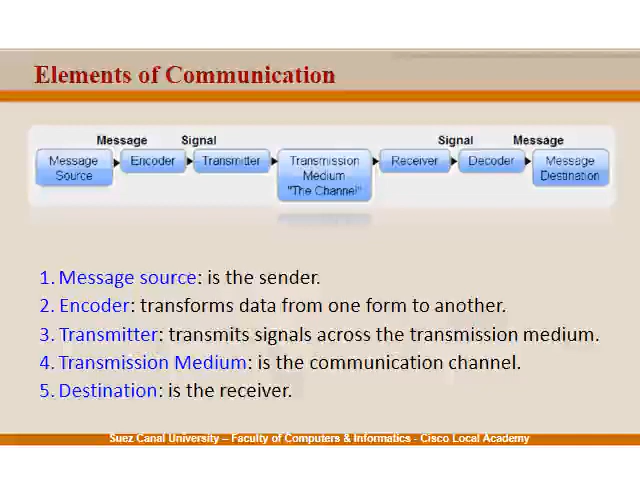 Elements of Communication
Message Signal Signal Message
Message Source Encoder Transmitter Transmission Medium "The Channel" Receiver Decoder Message Destination
1. Message source: is the sender.
2. Encoder: transforms data from one form to another.
3. Transmitter: transmits signals across the transmission medium.
4. Transmission Medium: is the communication channel.
5. Destination: is the receiver.
Suez Canal University – Faculty of Computers & Informatics - Cisco Local Academy